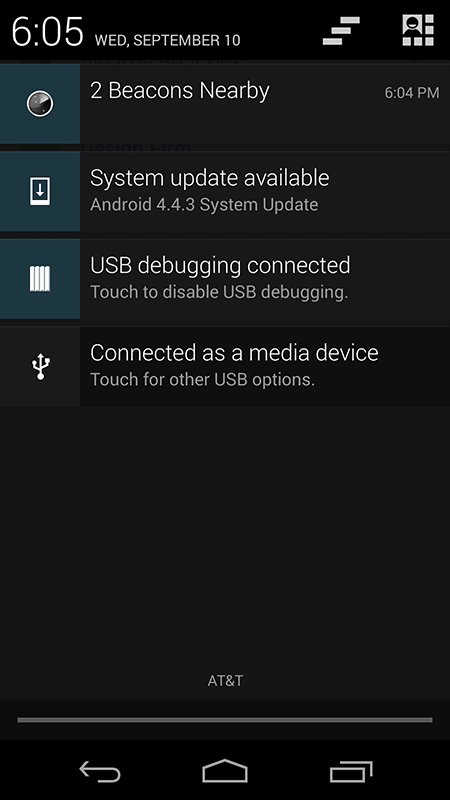 6:05 WED, SEPTEMBER 10
2 Beacons Nearby 6:04 PM
Design Firm
System update available
Android 4.4.3 System Update
USB debugging connected
Touch to disable USB debugging.
Connected as a media device
Touch for other USB options.
AT&T